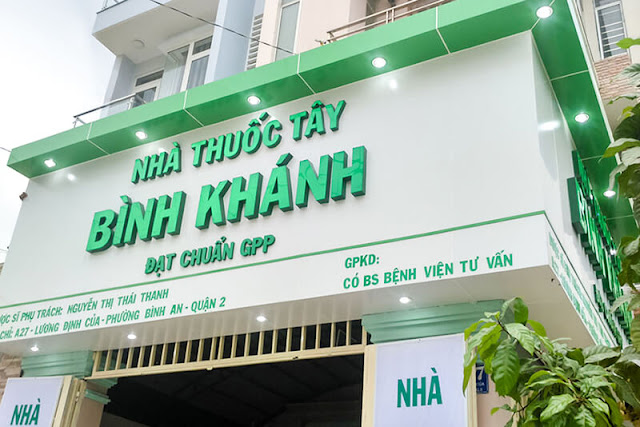 NHÀ THUỐC TÂY
BÌNH KHÁNH
ĐẠT CHUẨN GPP
SĨ PHỤ TRÁCH: NGUYỄN THỊ THÁI THANH
CHỈ: A27 - LƯƠNG ĐỊNH CỦA - PHƯỜNG BÌNH AN - QUẬN 2
GPKD:
CÓ BS BỆNH VIỆN TƯ VẤN
NHÀ
NHÀ